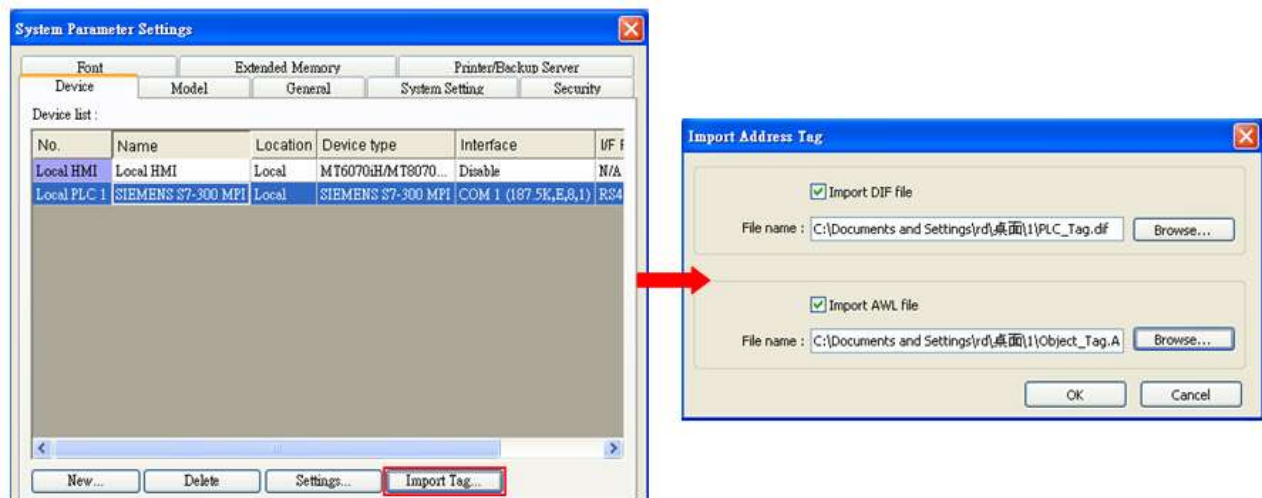 System Parameter Settings
Font Extended Memory Printer/Backup Server
Device Model General System Setting Security
Device list :
No. Name Location Device type Interface I/F
Local HMI Local HMI Local MT6070iH/MT8070... Disable N/A
Local PLC 1 SIEMENS S7-300 MPI Local SIEMENS S7-300 MPI COM 1 (187.5K,E,8,1) RS4
New... Delete Settings... Import Tag...
Import Address Tag
Import DIF file
File name : C:\Documents and Settings\rd\桌面\1\PLC_Tag.dif Browse...
Import AWL file
File name : C:\Documents and Settings\rd\桌面\1\Object_Tag.A Browse...
OK Cancel